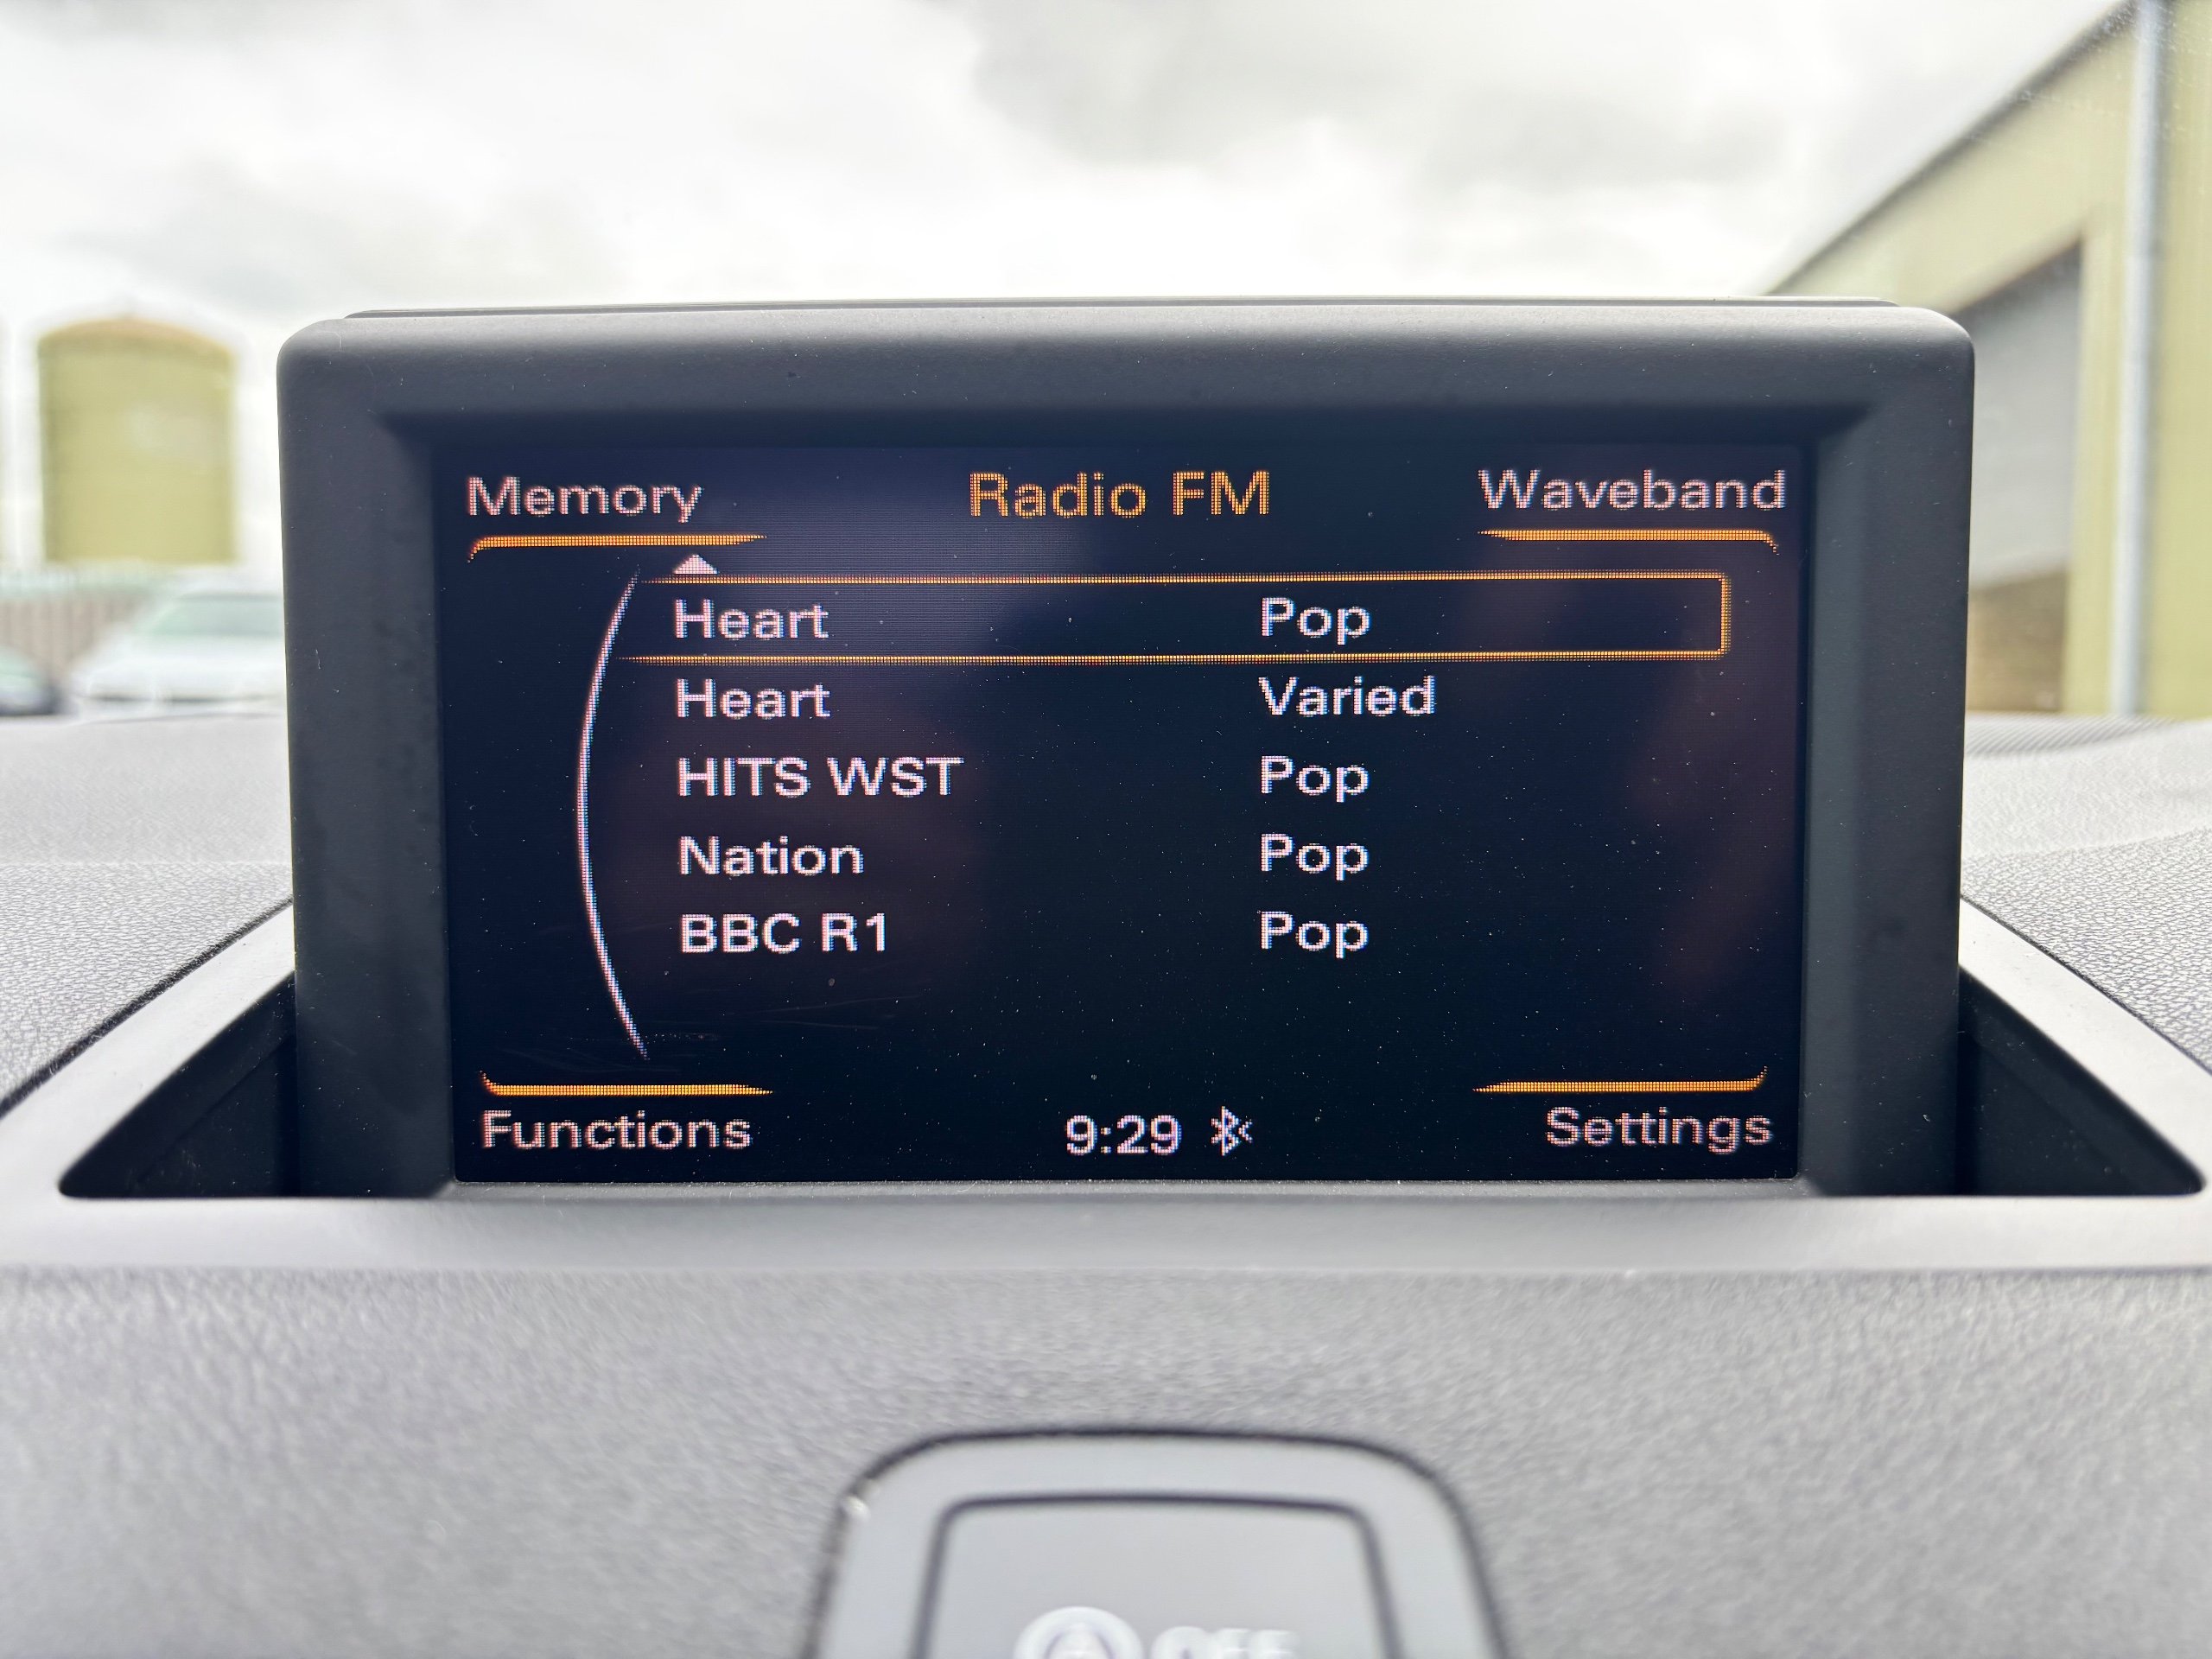 Memory Radio FM Waveband
Heart Pop
Heart Varied
HITS WST Pop
Nation Pop
BBC R1 Pop
Functions 9:29 Settings
OFF